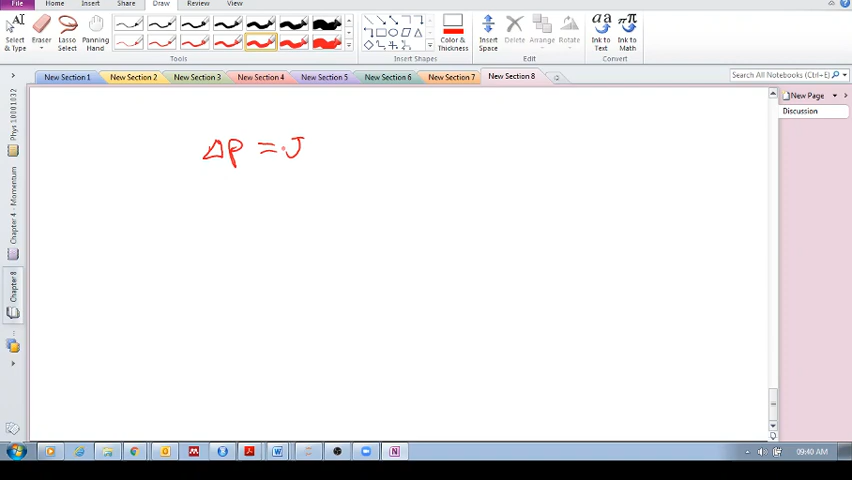 File Home Insert Share Draw Review View
Select & Type
Eraser
Lasso Select
Panning Hand
Color & Thickness
Insert Space
Delete
Arrange
Rotate
Ink to Text
Ink to Math
Tools Insert Shapes Edit Convert
New Section 1 New Section 2 New Section 3 New Section 4 New Section 5 New Section 6 New Section 7 New Section 8
Search All Notebooks (Ctrl+E)
New Page
Discussion
Phys 10001032
Chapter 4 - Momentum
Chapter 8
ΔP = J
09:40 AM